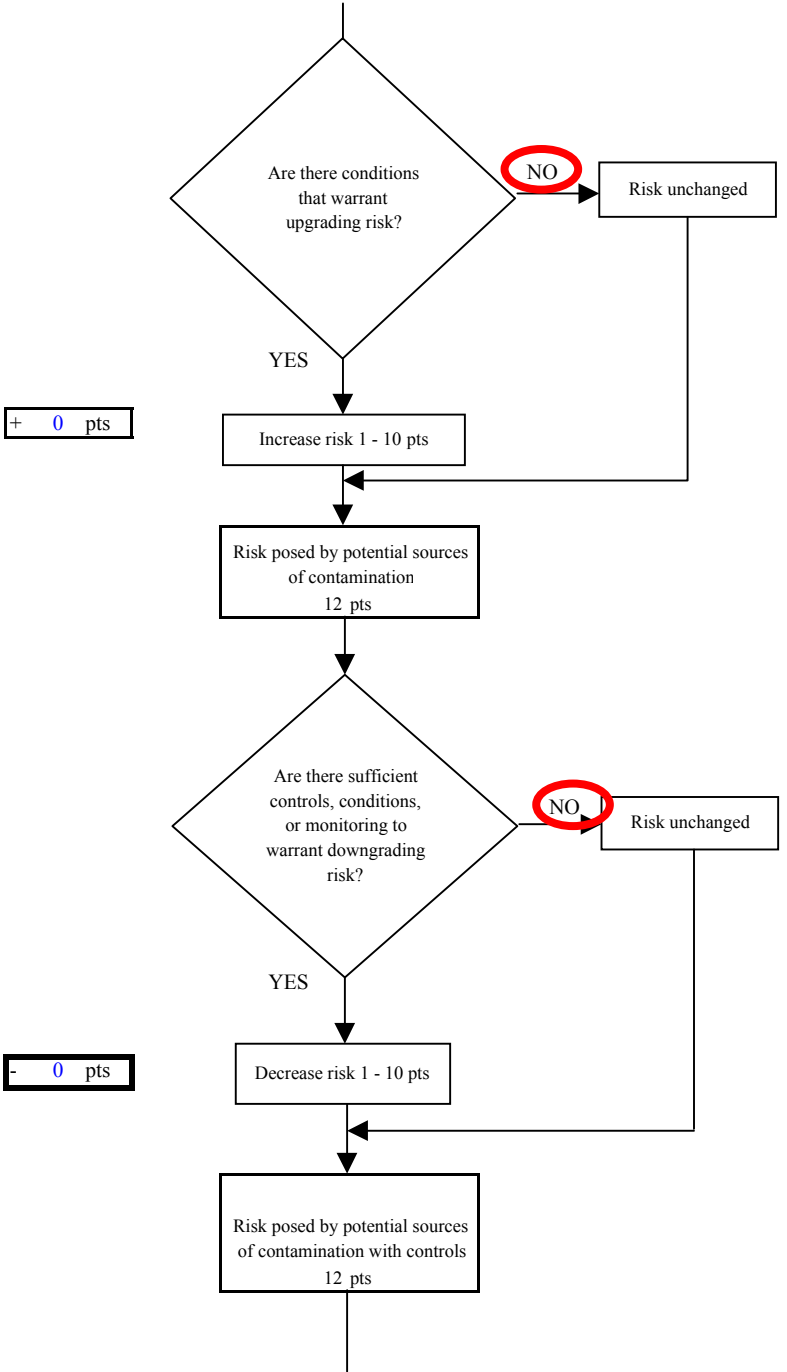 Are there conditions
that warrant
upgrading risk?
NO
Risk unchanged
YES
+ 0 pts
Increase risk 1 - 10 pts
Risk posed by potential sources
of contamination
12 pts
Are there sufficient
controls, conditions,
or monitoring to
warrant downgrading
risk?
NO
Risk unchanged
YES
- 0 pts
Decrease risk 1 - 10 pts
Risk posed by potential sources
of contamination with controls
12 pts